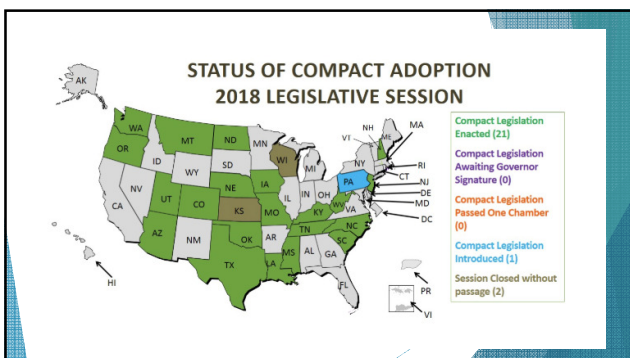 STATUS OF COMPACT ADOPTION
2018 LEGISLATIVE SESSION
AK
WA
OR
CA
NV
ID
MT
WY
UT
AZ
CO
NM
ND
SD
NE
KS
OK
TX
MN
IA
MO
AR
LA
WI
IL
MI
IN
OH
KY
TN
MS
AL
GA
FL
SC
NC
VA
WV
PA
NY
VT
NH
ME
MA
RI
CT
NJ
DE
MD
DC
HI
PR
VI
Compact Legislation
Enacted (21)
Compact Legislation
Awaiting Governor
Signature (0)
Compact Legislation
Passed One Chamber
(0)
Compact Legislation
Introduced (1)
Session Closed without
passage (2)